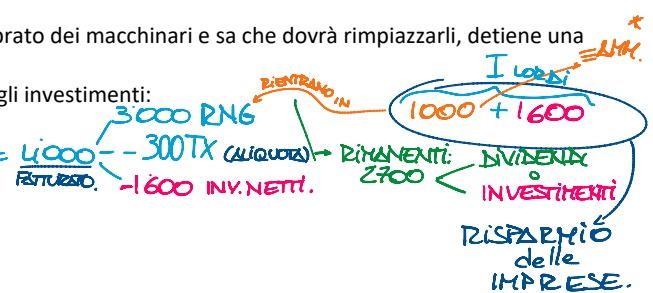 orato dei macchinari e sa che dovrà rimpiazzarli, detiene una
*
= AMM.
I LORDI
gli investimenti:
RIENTRANO IN
3000 RNG
1000 + 1600
= 4000 - 300 TX (ALIQUOTA)
FATTURATO.
-1600 INV. NETTI.
RIMANENTI:
2700
DIVIDENDI
O
INVESTIMENTI
RISPARMIO
delle
IMPRESE.